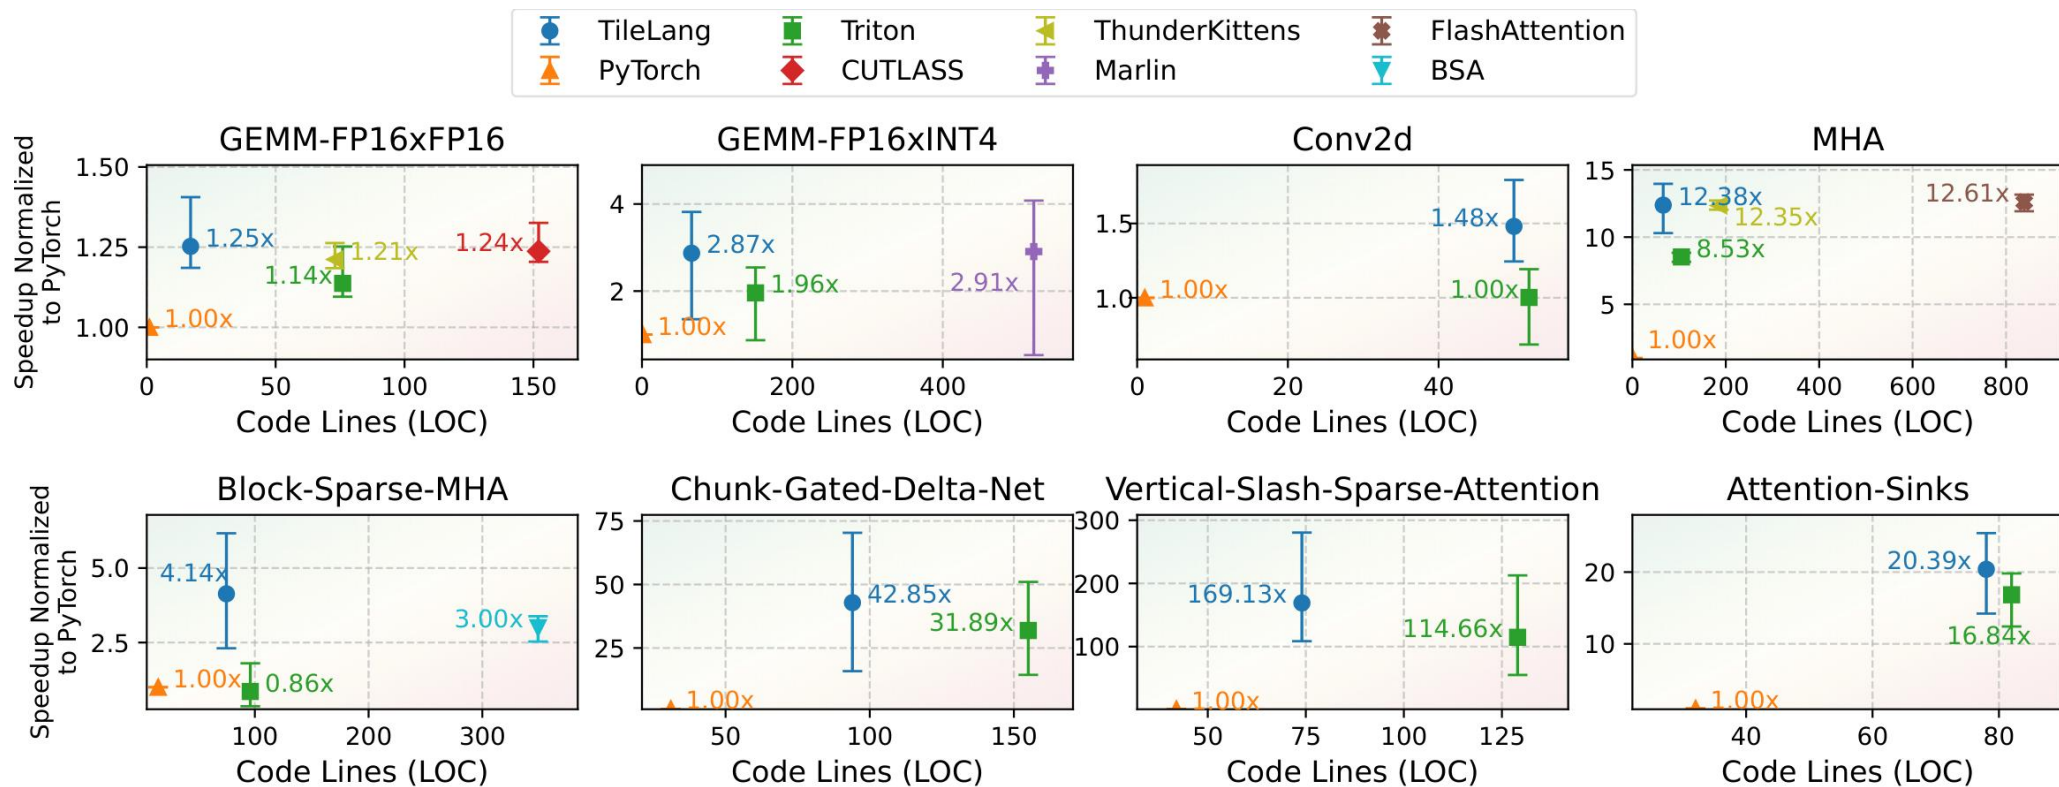 TileLang Triton ThunderKittens FlashAttention
PyTorch CUTLASS Marlin BSA
GEMM-FP16xFP16
Speedup Normalized
to PyTorch
1.50
1.25
1.00
1.25x
1.21x
1.24x
1.14x
1.00x
0 50 100 150
Code Lines (LOC)
GEMM-FP16xINT4
4
2
2.87x
1.96x
2.91x
1.00x
0 200 400
Code Lines (LOC)
Conv2d
1.5
1.0
1.48x
1.00x
1.00x
0 20 40
Code Lines (LOC)
MHA
15
10
5
12.38x
12.61x
12.35x
8.53x
1.00x
0 200 400 600 800
Code Lines (LOC)
Block-Sparse-MHA
Speedup Normalized
to PyTorch
5.0
2.5
4.14x
3.00x
1.00x
0.86x
100 200 300
Code Lines (LOC)
Chunk-Gated-Delta-Net
75
50
25
42.85x
31.89x
1.00x
50 100 150
Code Lines (LOC)
Vertical-Slash-Sparse-Attention
300
200
100
169.13x
114.66x
1.00x
50 75 100 125
Code Lines (LOC)
Attention-Sinks
20
10
20.39x
16.84x
1.00x
40 60 80
Code Lines (LOC)